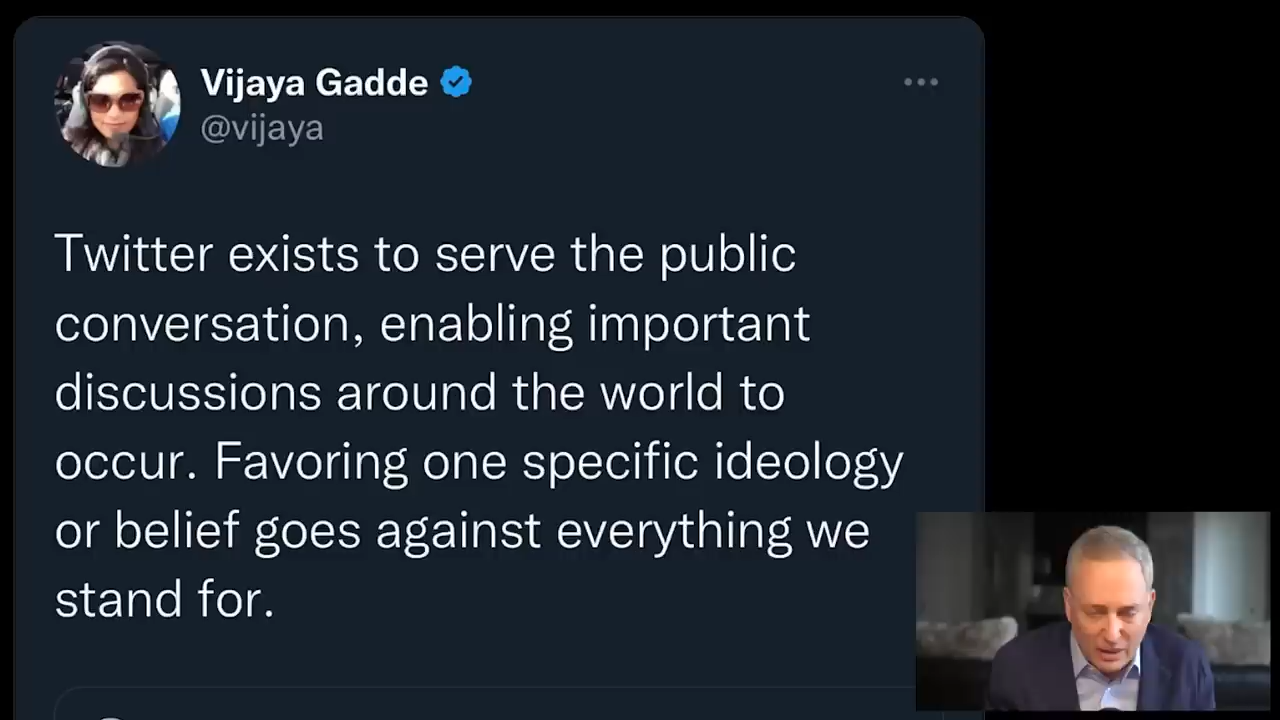 Vijaya Gadde
@vijaya
Twitter exists to serve the public
conversation, enabling important
discussions around the world to
occur. Favoring one specific ideology
or belief goes against everything we
stand for.